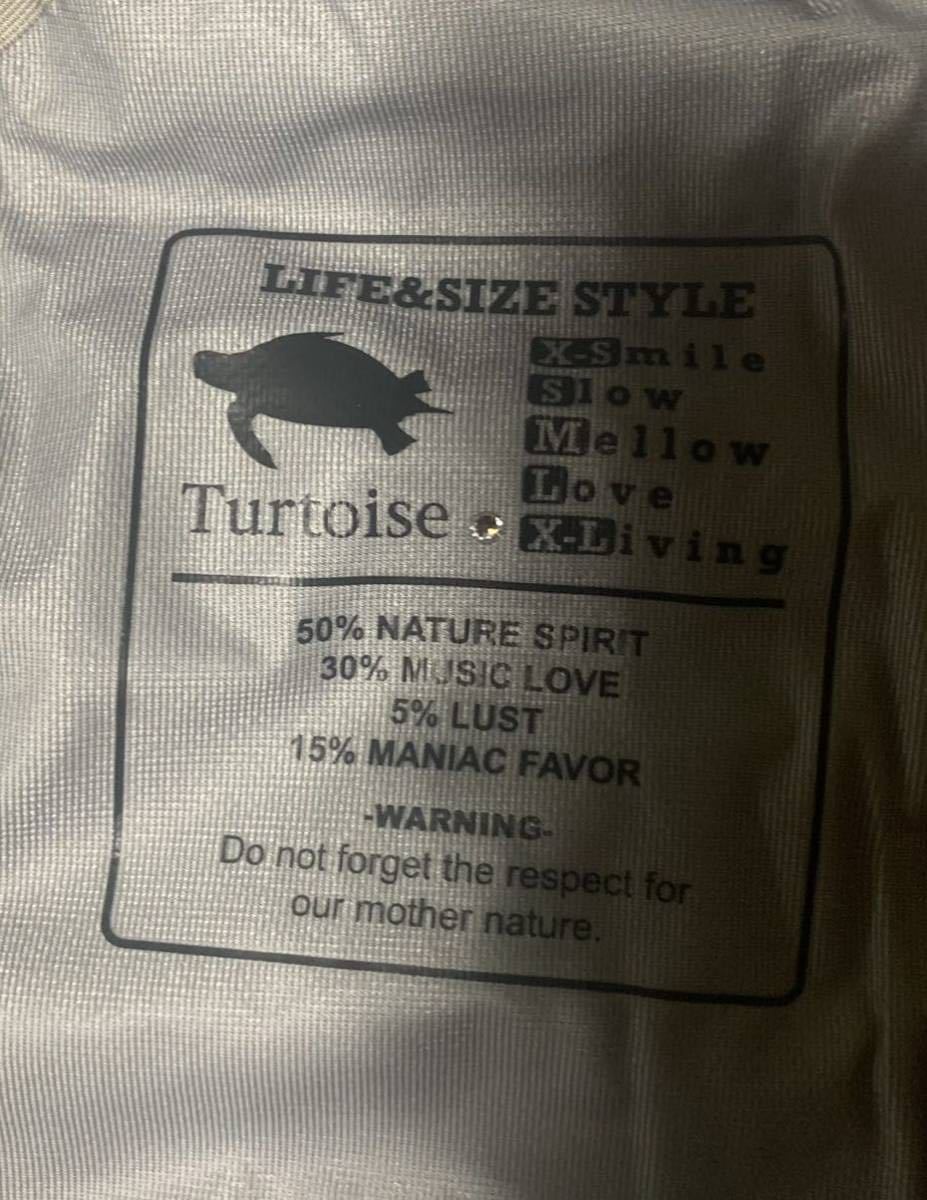 LIFE&SIZE STYLE
X-Smile
Slow
Mellow
Love
X-Living
Turtoise
50% NATURE SPIRIT
30% MUSIC LOVE
5% LUST
15% MANIAC FAVOR
-WARNING-
Do not forget the respect for
our mother nature.